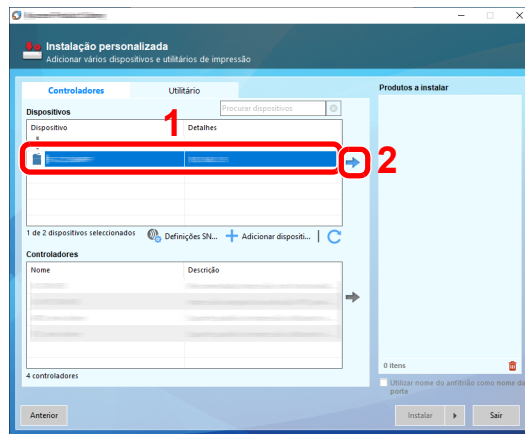 Instalação personalizada
Adicionar vários dispositivos e utilitários de impressão
Controladores Utilitário
Produtos a instalar
Dispositivos
Procurar dispositivos
1
Dispositivo Detalhes
2
1 de 2 dispositivos seleccionados
Definições SN... Adicionar dispositi...
Controladores
Nome Descrição
4 controladores
0 Itens
Utilizar nome do anfitrião como nome da
porta
Anterior Instalar Sair